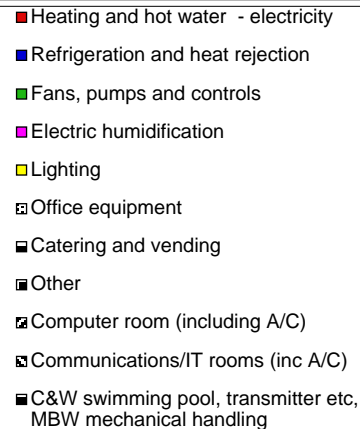 Heating and hot water - electricity
Refrigeration and heat rejection
Fans, pumps and controls
Electric humidification
Lighting
Office equipment
Catering and vending
Other
Computer room (including A/C)
Communications/IT rooms (inc A/C)
C&W swimming pool, transmitter etc,
MBW mechanical handling